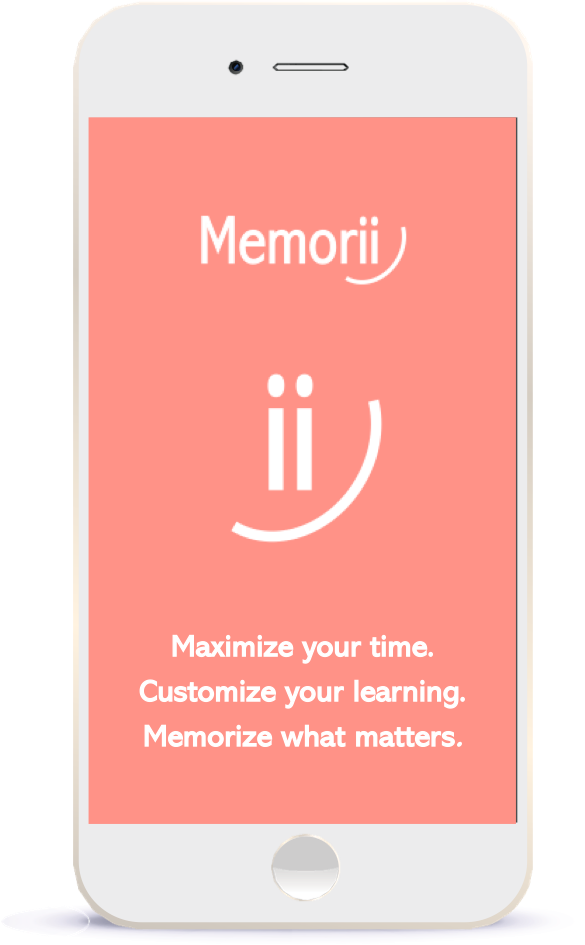 Memorii
ii
Maximize your time.
Customize your learning.
Memorize what matters.